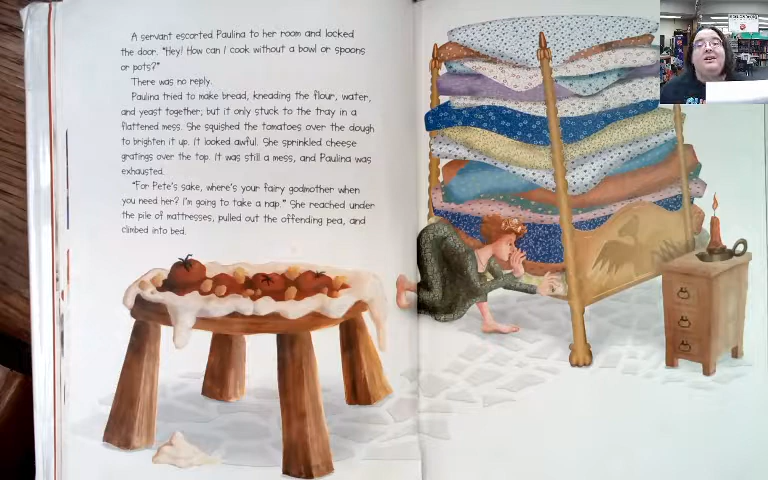 A servant escorted Paulina to her room and locked
the door. "Hey! How can I cook without a bowl or spoons
or pots?"
There was no reply.
Paulina tried to make bread, kneading the flour, water,
and yeast together; but it only stuck to the tray in a
flattened mess. She squished the tomatoes over the dough
to brighten it up. It looked awful. She sprinkled cheese
gratings over the top. It was still a mess, and Paulina was
exhausted.
"For Pete's sake, where's your fairy godmother when
you need her? I'm going to take a nap." She reached under
the pile of mattresses, pulled out the offending pea, and
climbed into bed.